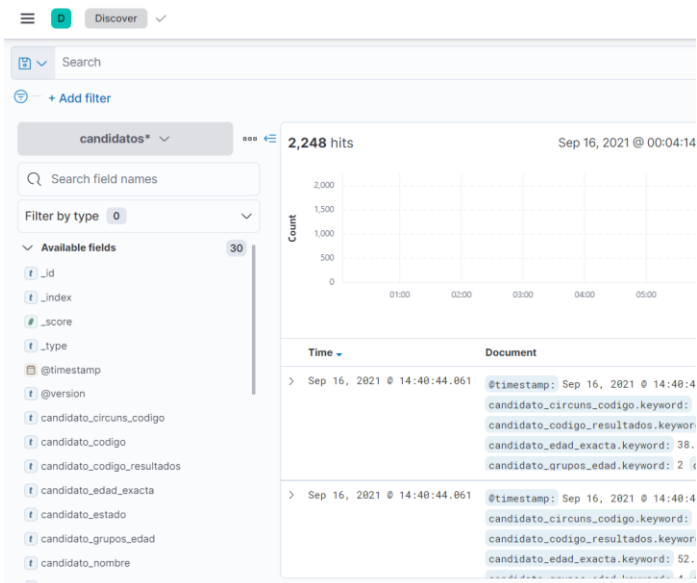 D Discover
Search
+ Add filter
candidatos*
2,248 hits Sep 16, 2021 @ 00:04:14
Search field names
Filter by type 0
Available fields 30
t _id
t _index
# _score
t _type
@timestamp
t @version
t candidato_circuns_codigo
t candidato_codigo
t candidato_codigo_resultados
t candidato_edad_exacta
t candidato_estado
t candidato_grupos_edad
t candidato_nombre
Count
2,000
1,500
1,000
500
0
01:00 02:00 03:00 04:00 05:00
Time Document
Sep 16, 2021 @ 14:40:44.061 @timestamp: Sep 16, 2021 @ 14:40:4
candidato_circuns_codigo.keyword:
candidato_codigo_resultados.keywor
candidato_edad_exacta.keyword: 38.
candidato_grupos_edad.keyword: 2
Sep 16, 2021 @ 14:40:44.061 @timestamp: Sep 16, 2021 @ 14:40:4
candidato_circuns_codigo.keyword:
candidato_codigo_resultados.keywor
candidato_edad_exacta.keyword: 52.